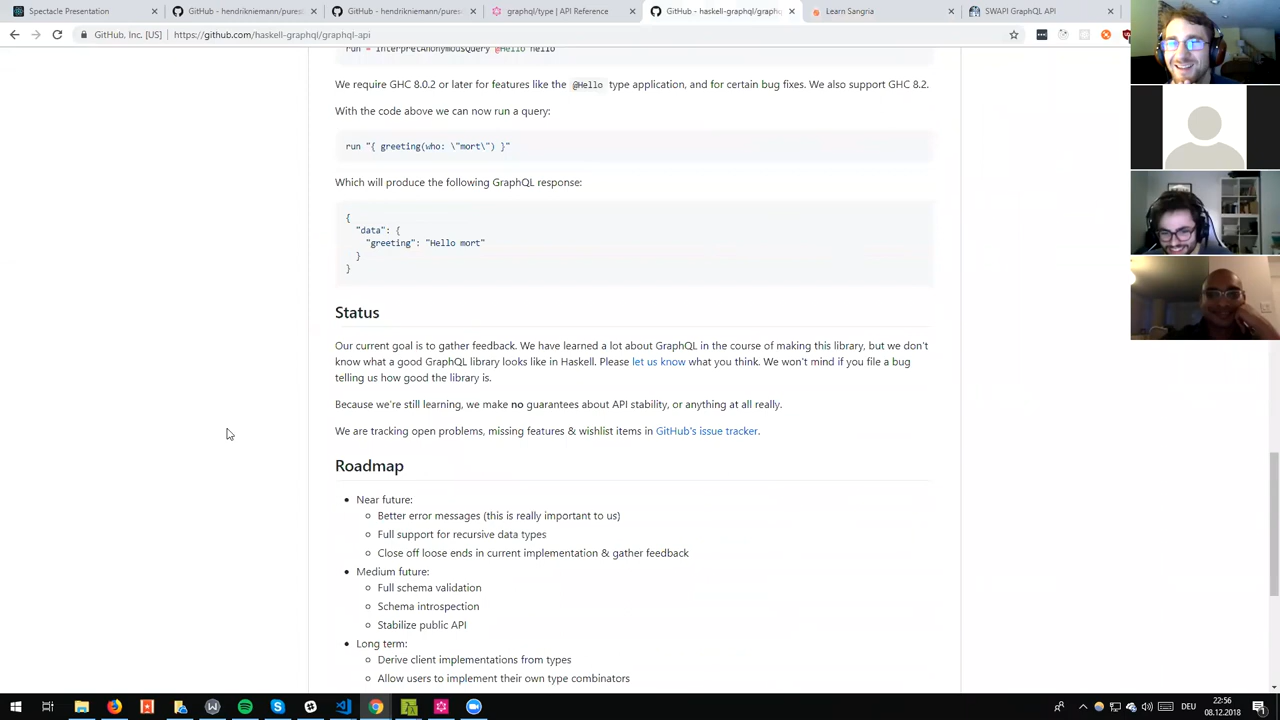 Spectacle Presentation
GitHub - hendrikniemann/pures
GitHub - hendrikniemann/pures
graphql/type | API Reference
GitHub - haskell-graphql/graph
Learn Sangria
SWAPI GraphQL API
GitHub, Inc. [US] | https://github.com/haskell-graphql/graphql-api
run = interpretAnonymousQuery @Hello hello
We require GHC 8.0.2 or later for features like the @Hello type application, and for certain bug fixes. We also support GHC 8.2.
With the code above we can now run a query:
run "{ greeting(who: \"mort\") }"
Which will produce the following GraphQL response:
{
"data": {
"greeting": "Hello mort"
}
}
Status
Our current goal is to gather feedback. We have learned a lot about GraphQL in the course of making this library, but we don't
know what a good GraphQL library looks like in Haskell. Please let us know what you think. We won't mind if you file a bug
telling us how good the library is.
Because we're still learning, we make no guarantees about API stability, or anything at all really.
We are tracking open problems, missing features & wishlist items in GitHub's issue tracker.
Roadmap
Near future:
Better error messages (this is really important to us)
Full support for recursive data types
Close off loose ends in current implementation & gather feedback
Medium future:
Full schema validation
Schema introspection
Stabilize public API
Long term:
Derive client implementations from types
Allow users to implement their own type combinators
DEU
22:56
08.12.2018